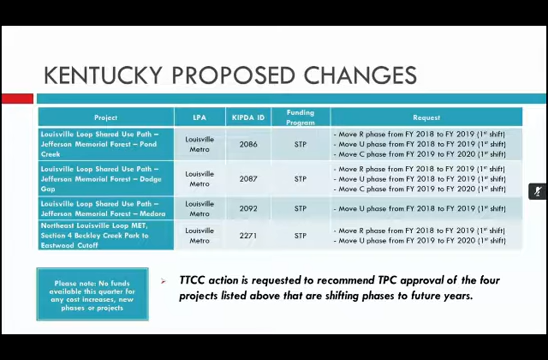 KENTUCKY PROPOSED CHANGES
Project LPA KIPDA ID Funding Program Request
Louisville Loop Shared Use Path –
Jefferson Memorial Forest – Pond
Creek
Louisville
Metro
2086
STP
- Move R phase from FY 2018 to FY 2019 (1st shift)
- Move U phase from FY 2018 to FY 2019 (1st shift)
- Move C phase from FY 2019 to FY 2020 (1st shift)
Louisville Loop Shared Use Path –
Jefferson Memorial Forest – Dodge
Gap
Louisville
Metro
2087
STP
- Move R phase from FY 2018 to FY 2019 (1st shift)
- Move U phase from FY 2018 to FY 2019 (1st shift)
- Move C phase from FY 2019 to FY 2020 (1st shift)
Louisville Loop Shared Use Path –
Jefferson Memorial Forest – Medora
Louisville
Metro
2092
STP
- Move U phase from FY 2018 to FY 2019 (1st shift)
Northeast Louisville Loop MET,
Section 4 Beckley Creek Park to
Eastwood Cutoff
Louisville
Metro
2271
STP
- Move R phase from FY 2018 to FY 2019 (1st shift)
- Move U phase from FY 2019 to FY 2020 (1st shift)
Please note: No funds
available this quarter for
any cost increases, new
phases or projects
TTCC action is requested to recommend TPC approval of the four
projects listed above that are shifting phases to future years.